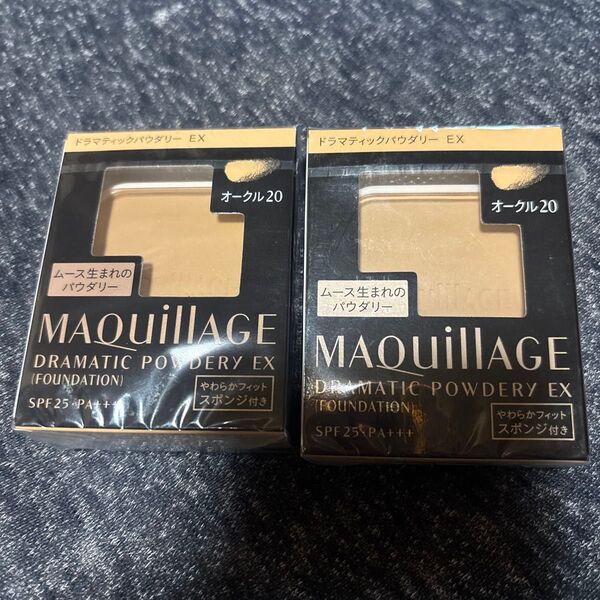 ドラマティックパウダリー EX
オークル20
ムース生まれの
パウダリー
MAQuillAGE
DRAMATIC POWDERY EX
(FOUNDATION)
SPF25・PA+++
やわらかフィット
スポンジ付き
ドラマティックパウダリー EX
オークル20
ムース生まれの
パウダリー
MAQuillAGE
DRAMATIC POWDERY EX
(FOUNDATION)
SPF25・PA+++
やわらかフィット
スポンジ付き